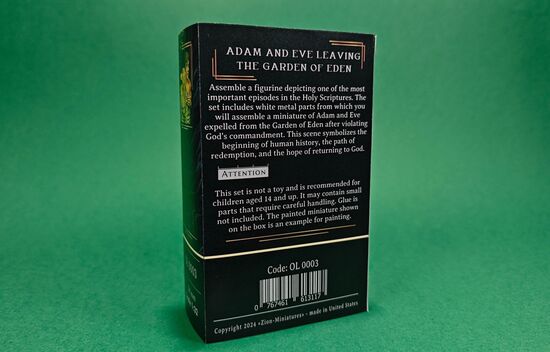 ADAM AND EVE LEAVING
THE GARDEN OF EDEN
Assemble a figurine depicting one of the most
important episodes in the Holy Scriptures. The
set includes white metal parts from which you
will assemble a miniature of Adam and Eve
expelled from the Garden of Eden after violating
God's commandment. This scene symbolizes the
beginning of human history, the path of
redemption, and the hope of returning to God.
ATTENTION
This set is not a toy and is recommended for
children aged 14 and up. It may contain small
parts that require careful handling. Glue is
not included. The painted miniature shown
on the box is an example for painting.
Code: OL 0003
0 767461 613117
Copyright 2024 «Zion-Miniatures» - made in United States